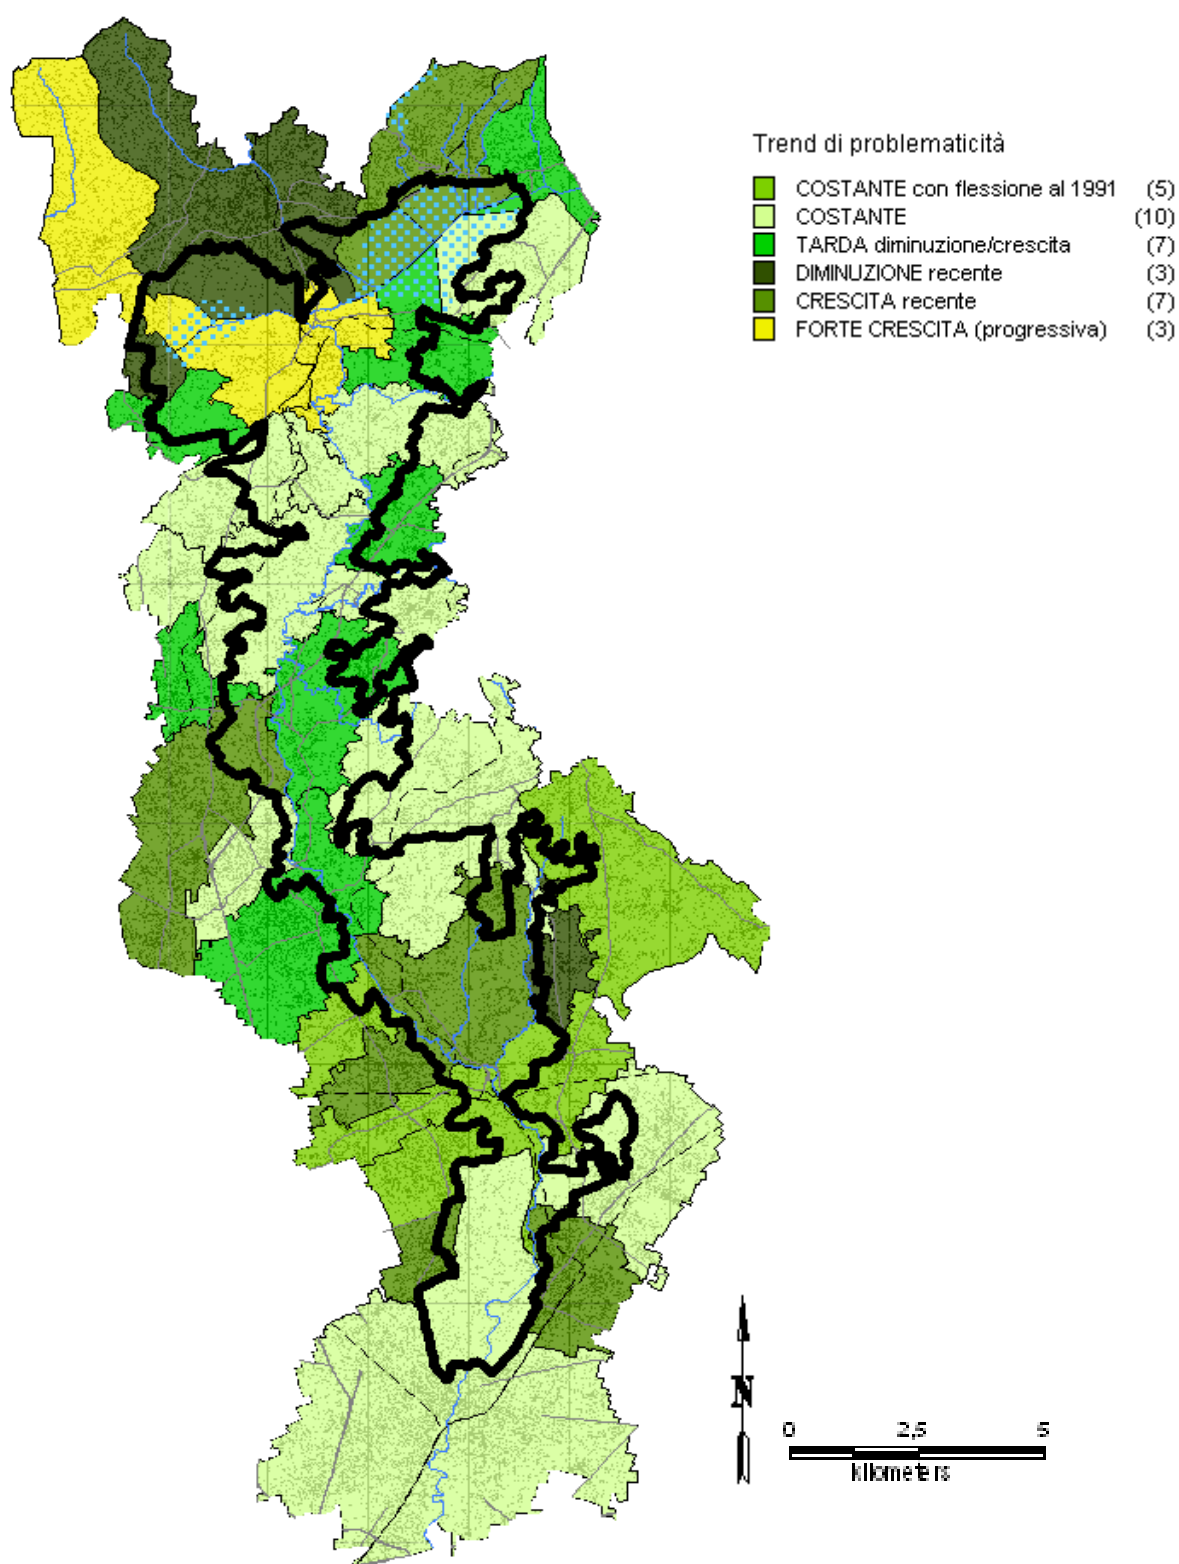 Trend di problematicità
COSTANTE con flessione al 1991 (5)
COSTANTE (10)
TARDA diminuzione/crescita (7)
DIMINUZIONE recente (3)
CRESCITA recente (7)
FORTE CRESCITA (progressiva) (3)
N
0 2,5 5
kilometers